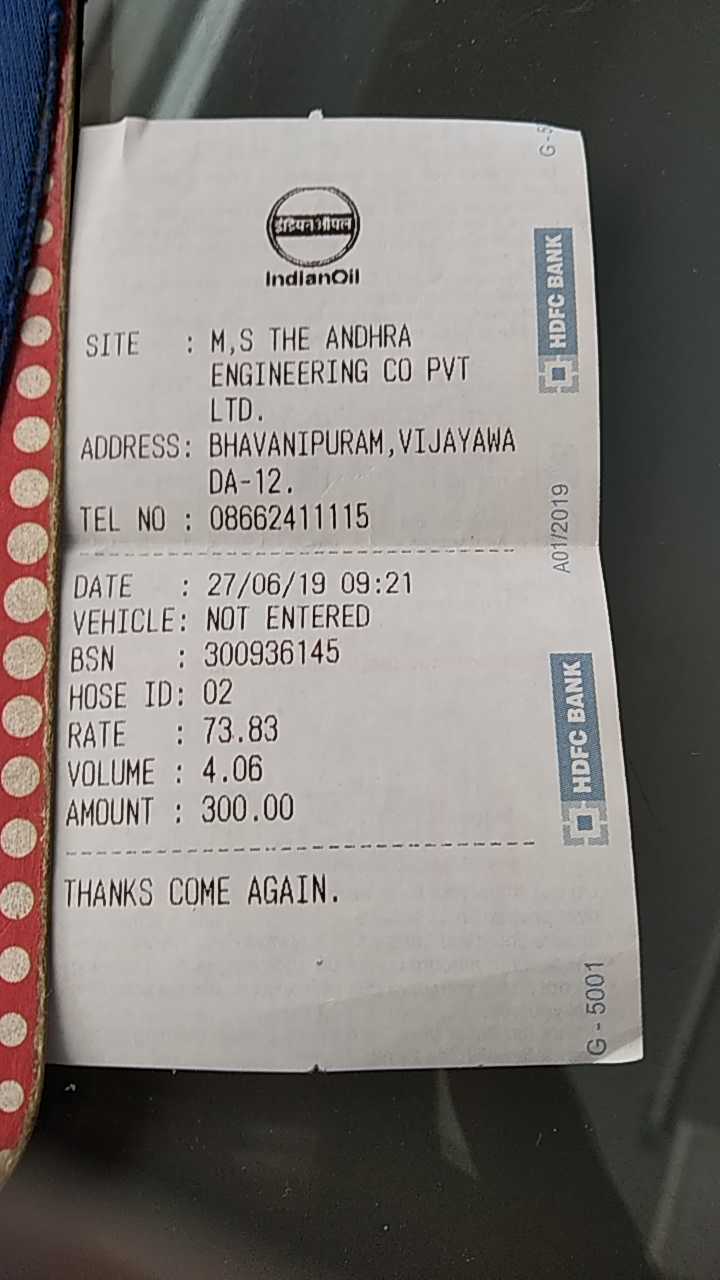 इंडियनऑयल
IndianOil
SITE : M,S THE ANDHRA
ENGINEERING CO PVT
LTD.
ADDRESS: BHAVANIPURAM,VIJAYAWA
DA-12.
TEL NO : 08662411115
DATE : 27/06/19 09:21
VEHICLE: NOT ENTERED
BSN : 300936145
HOSE ID: 02
RATE : 73.83
VOLUME : 4.06
AMOUNT : 300.00
THANKS COME AGAIN.
G-5
HDFC BANK
A01/2019
HDFC BANK
G - 5001